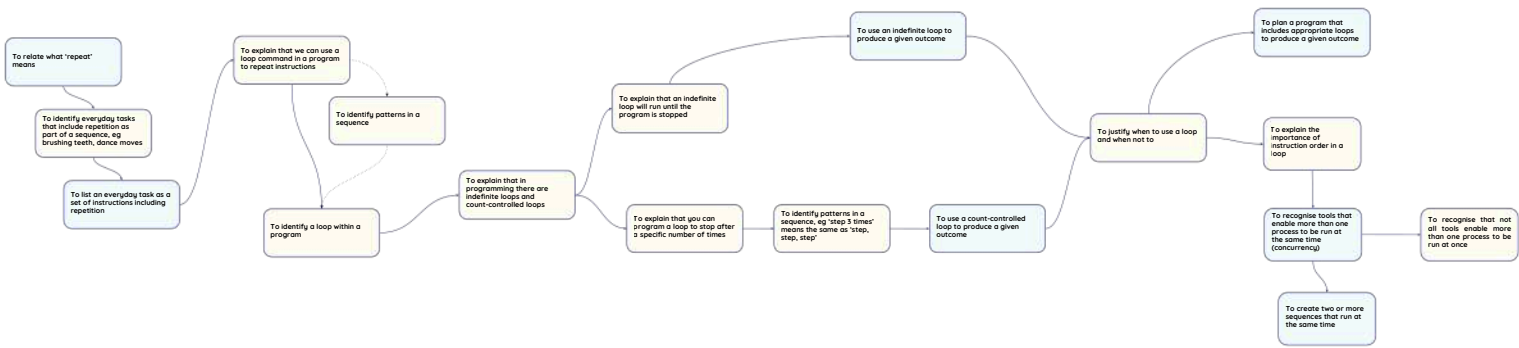 To relate what 'repeat'
means
To identify everyday tasks
that include repetition as
part of a sequence, eg
brushing teeth, dance moves
To list an everyday task as a
set of instructions including
repetition
To explain that we can use a
loop command in a program
to repeat instructions
To identify patterns in a
sequence
To identify a loop within a
program
To explain that in
programming there are
indefinite loops and
count-controlled loops
To explain that an indefinite
loop will run until the
program is stopped
To use an indefinite loop to
produce a given outcome
To explain that you can
program a loop to stop after
a specific number of times
To identify patterns in a
sequence, eg 'step 3 times'
means the same as 'step,
step, step'
To use a count-controlled
loop to produce a given
outcome
To justify when to use a loop
and when not to
To plan a program that
includes appropriate loops
to produce a given outcome
To explain the
importance of
instruction order in a
loop
To recognise tools that
enable more than one
process to be run at
the same time
(concurrency)
To recognise that not
all tools enable more
than one process to be
run at once
To create two or more
sequences that run at
the same time